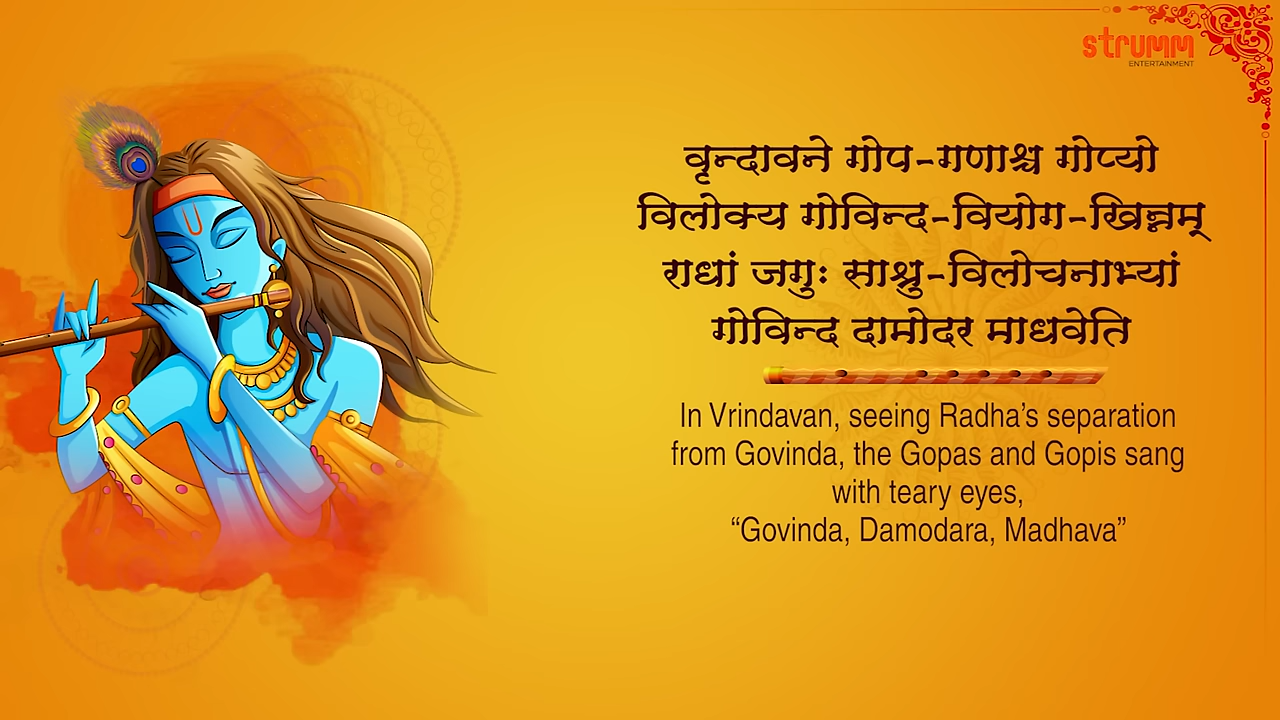 strumm
ENTERTAINMENT
वृन्दावने गोप-गणाश्च गोप्यो
विलोक्य गोविन्द-वियोग-खिन्नम्
राधां जगुः साश्रु-विलोचनाभ्यां
गोविन्द दामोदर माधवेति
In Vrindavan, seeing Radha’s separation
from Govinda, the Gopas and Gopis sang
with teary eyes,
“Govinda, Damodara, Madhava”